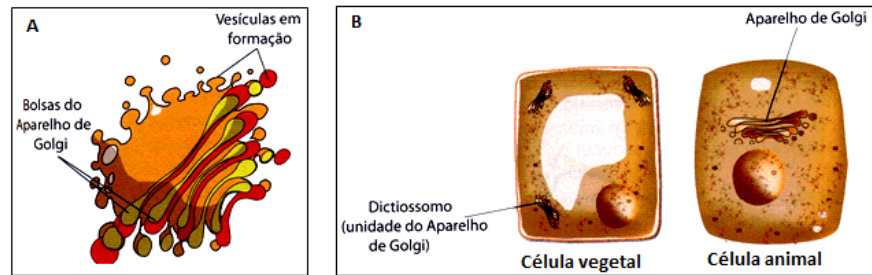 A
Vesículas em
formação
Bolsas do
Aparelho de
Golgi
B
Aparelho de Golgi
Dictiossomo
(unidade do Aparelho
de Golgi)
Célula vegetal
Célula animal